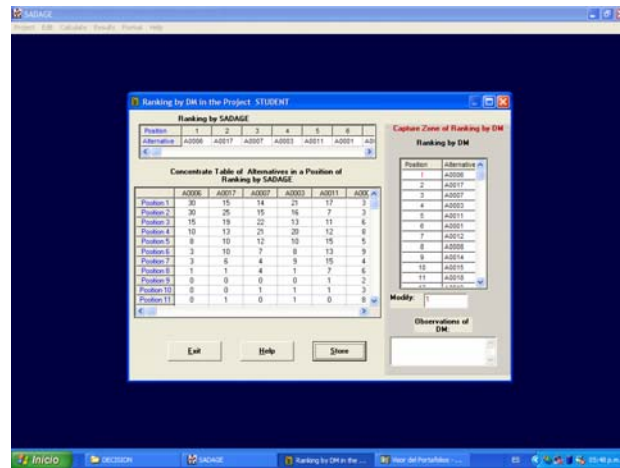 SADAGE
Project Edit Calculate Results Format Help
Ranking by DM in the Project STUDENT
Ranking by SADAGE
Position 1 2 3 4 5 6
Alternative A0006 A0017 A0007 A0003 A0011 A0001
Concentrate Table of Alternatives in a Position of
Ranking by SADAGE
A0006 A0017 A0007 A0003 A0011
Position 1 30 15 14 21 17 3
Position 2 30 25 15 16 7 3
Position 3 15 19 22 13 11 6
Position 4 10 13 21 20 12 8
Position 5 8 10 12 10 15 5
Position 6 3 10 7 8 13 9
Position 7 3 6 4 9 15 4
Position 8 1 1 4 1 7 6
Position 9 0 0 0 0 1 2
Position 10 0 0 1 1 1 3
Position 11 0 1 0 1 0 8
Exit Help Store
Capture Zone of Ranking by DM
Ranking by DM
Position Alternative
1 A0006
2 A0017
3 A0007
4 A0003
5 A0011
6 A0001
7 A0012
8 A0008
9 A0014
10 A0015
11 A0018
Modify: 1
Observations of
DM:
Inicio DECISION SADAGE Ranking by DM in the ... Visor del Portafolios - ... ES 05:48 p.m.